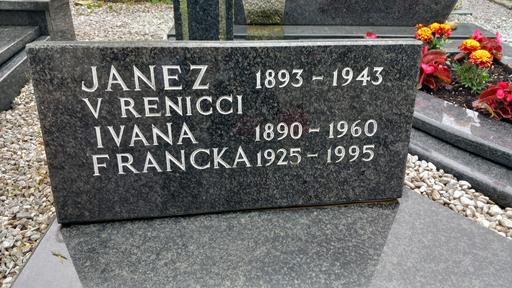 JANEZ 1893 - 1943
V RENICCI
IVANA 1890 - 1960
FRANCKA 1925 - 1995